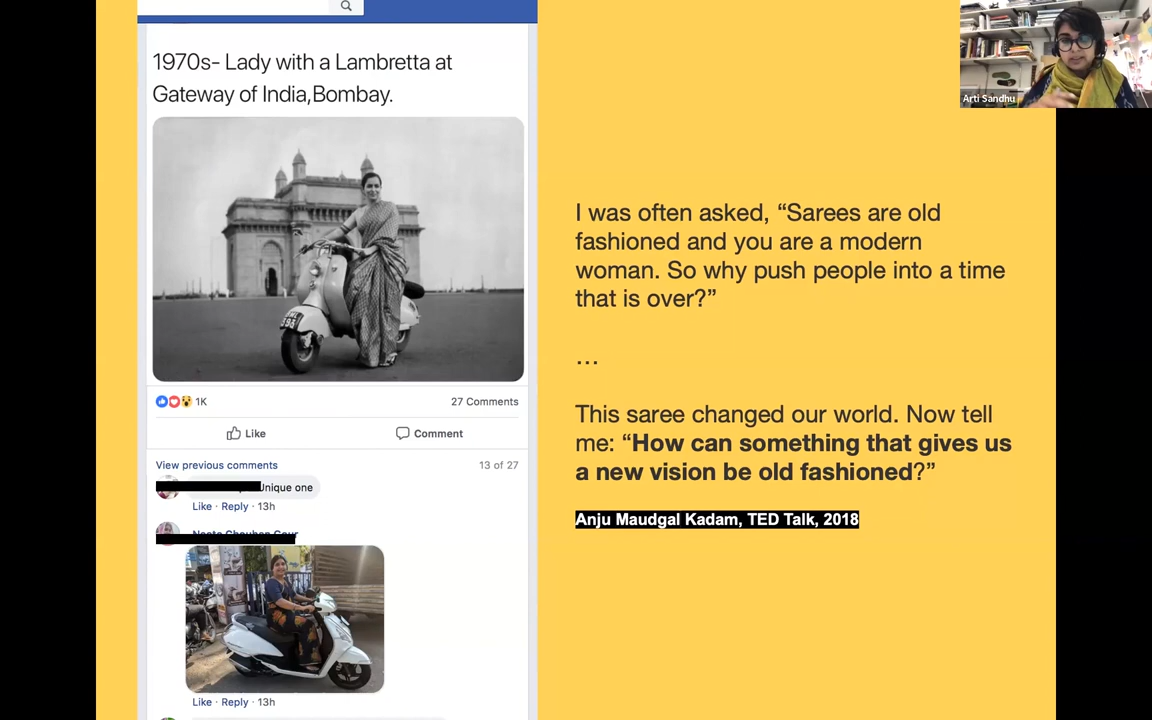 1970s- Lady with a Lambretta at
Gateway of India,Bombay.
1K
27 Comments
Like
Comment
View previous comments
13 of 27
Unique one
Like · Reply · 13h
Like · Reply · 13h
Arti Sandhu
I was often asked, “Sarees are old
fashioned and you are a modern
woman. So why push people into a time
that is over?”
...
This saree changed our world. Now tell
me: “How can something that gives us
a new vision be old fashioned?”
Anju Maudgal Kadam, TED Talk, 2018